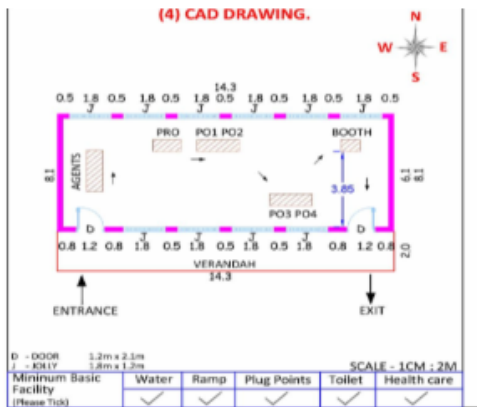 (4) CAD DRAWING.
N
W E
S
14.3
0.5 1.8 0.5 1.8 0.5 1.8 0.5 1.8 0.5 1.8 0.5 1.8 0.5
J J J J J J
PRO PO1 PO2 BOOTH
AGENTS
8.1
3.85
6.1
8.1
PO3 PO4
D J J J J D
0.8 1.2 0.8 1.8 0.5 1.8 0.5 1.8 0.5 1.8 0.8 1.2 0.8
2.0
VERANDAH
14.3
ENTRANCE EXIT
D - DOOR 1.2m x 2.1m
J - JOLLY 1.8m x 1.2m
SCALE - 1CM : 2M
Mininum Basic Facility (Please Tick) Water Ramp Plug Points Toilet Health care